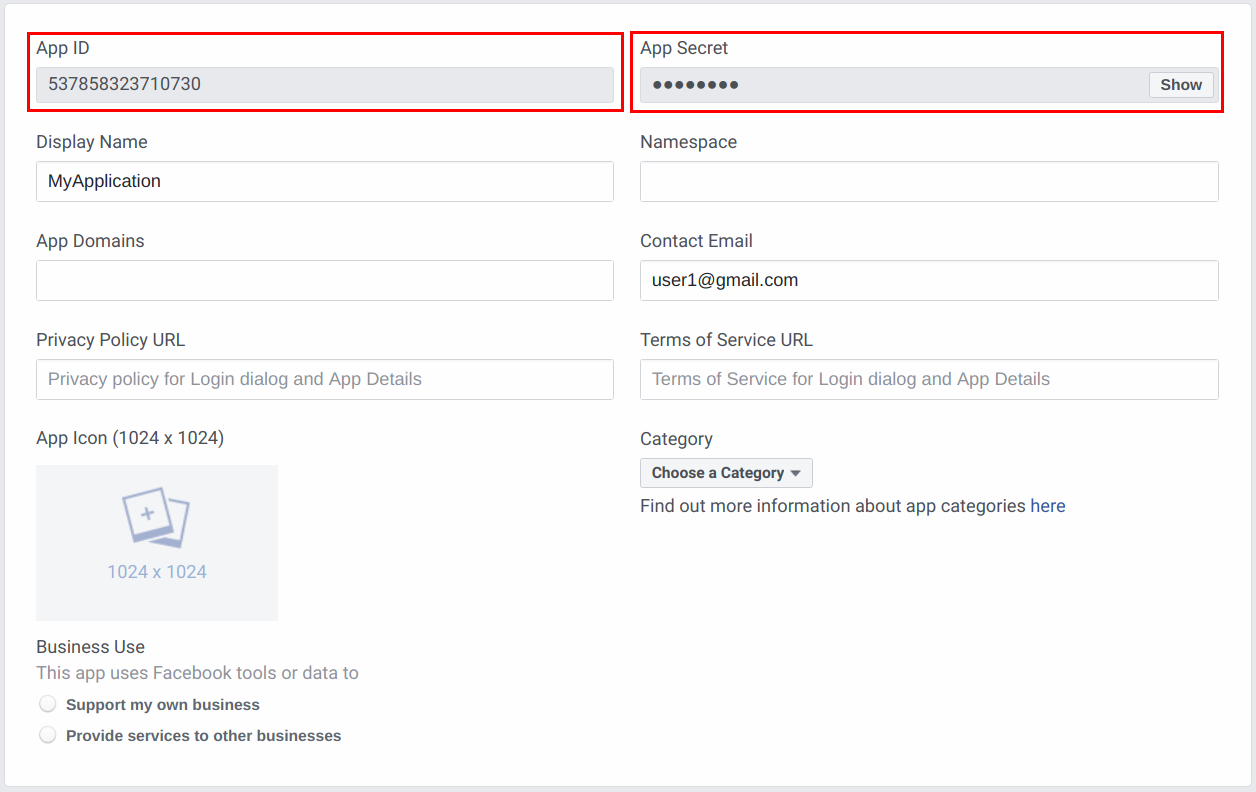 App ID
App Secret
537858323710730
●●●●●●●●
Show
Display Name
Namespace
MyApplication
App Domains
Contact Email
user1@gmail.com
Privacy Policy URL
Terms of Service URL
Privacy policy for Login dialog and App Details
Terms of Service for Login dialog and App Details
App Icon (1024 x 1024)
Category
Choose a Category
Find out more information about app categories here
1024 x 1024
Business Use
This app uses Facebook tools or data to
Support my own business
Provide services to other businesses